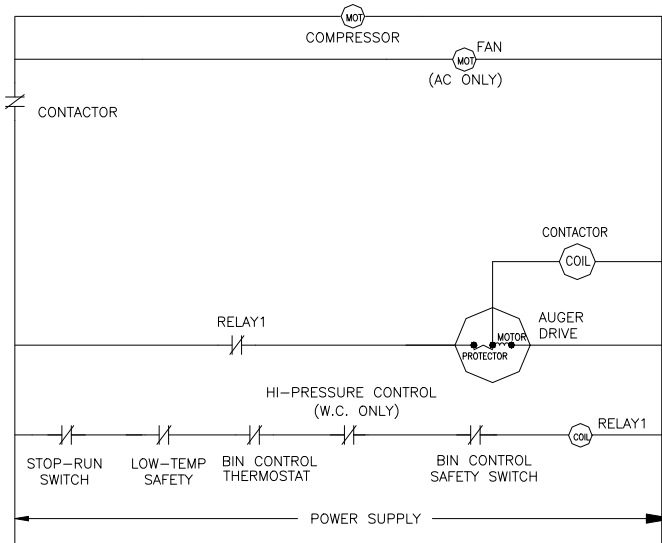 MOT
COMPRESSOR
MOT
FAN
(AC ONLY)
CONTACTOR
CONTACTOR
COIL
RELAY1
AUGER
DRIVE
MOTOR
PROTECTOR
HI-PRESSURE CONTROL
(W.C. ONLY)
COIL
RELAY1
STOP-RUN
SWITCH
LOW-TEMP
SAFETY
BIN CONTROL
THERMOSTAT
BIN CONTROL
SAFETY SWITCH
POWER SUPPLY